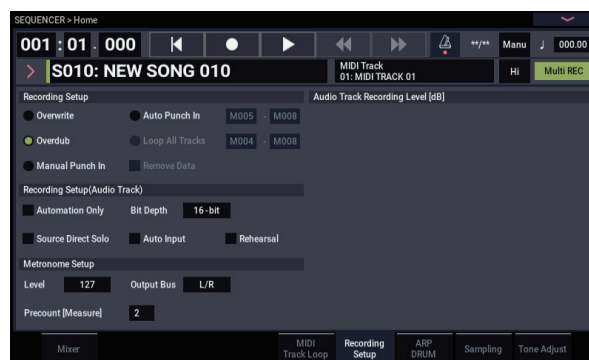 SEQUENCER > Home
001 : 01 . 000 **/** Manu ♩ 000.00
S010: NEW SONG 010 MIDI Track Hi Multi REC
01: MIDI TRACK 01
Recording Setup Audio Track Recording Level [dB]
Overwrite Auto Punch In M005 - M008
Overdub Loop All Tracks M004 - M008
Manual Punch In Remove Data
Recording Setup(Audio Track)
Automation Only Bit Depth 16-bit
Source Direct Solo Auto Input Rehearsal
Metronome Setup
Level 127 Output Bus L/R
Precount [Measure] 2
Mixer MIDI Track Loop Recording Setup ARP DRUM Sampling Tone Adjust